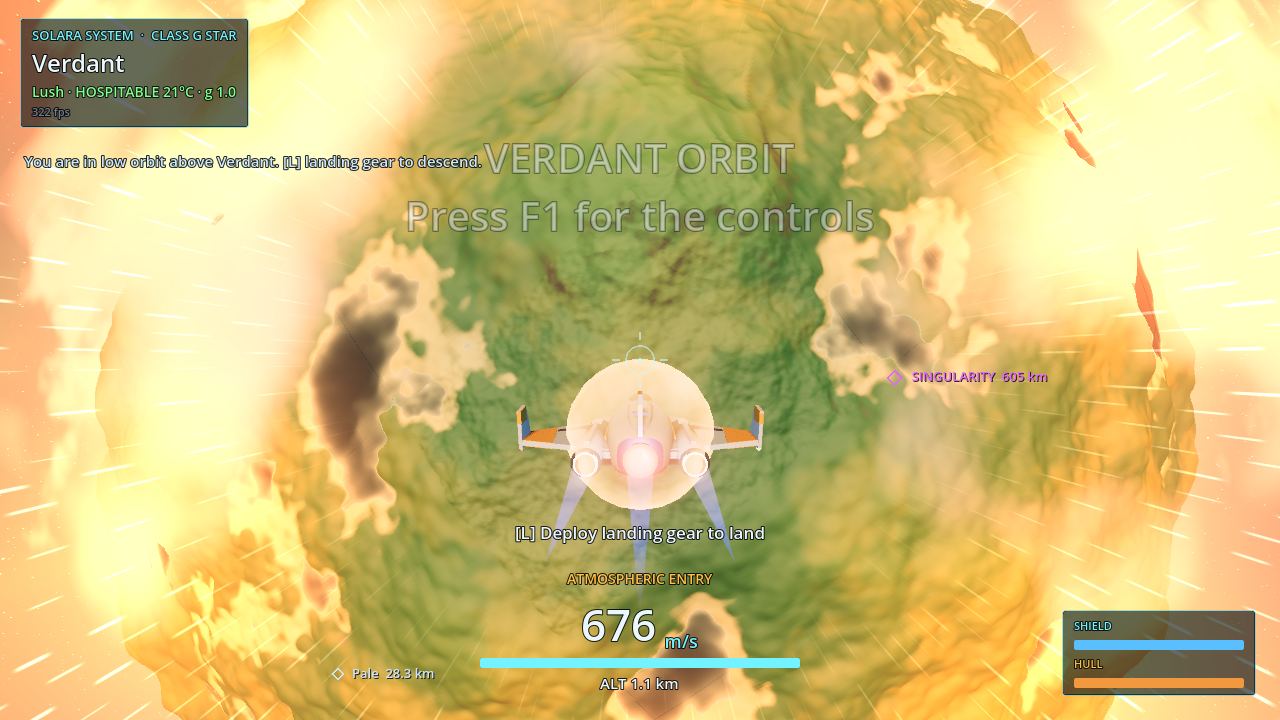 SOLARA SYSTEM · CLASS G STAR
Verdant
Lush · HOSPITABLE 21°C · g 1.0
322 fps
You are in low orbit above Verdant. [L] landing gear to descend.
VERDANT ORBIT
Press F1 for the controls
SINGULARITY 605 km
[L] Deploy landing gear to land
ATMOSPHERIC ENTRY
676 m/s
Pale 28.3 km
ALT 1.1 km
SHIELD
HULL